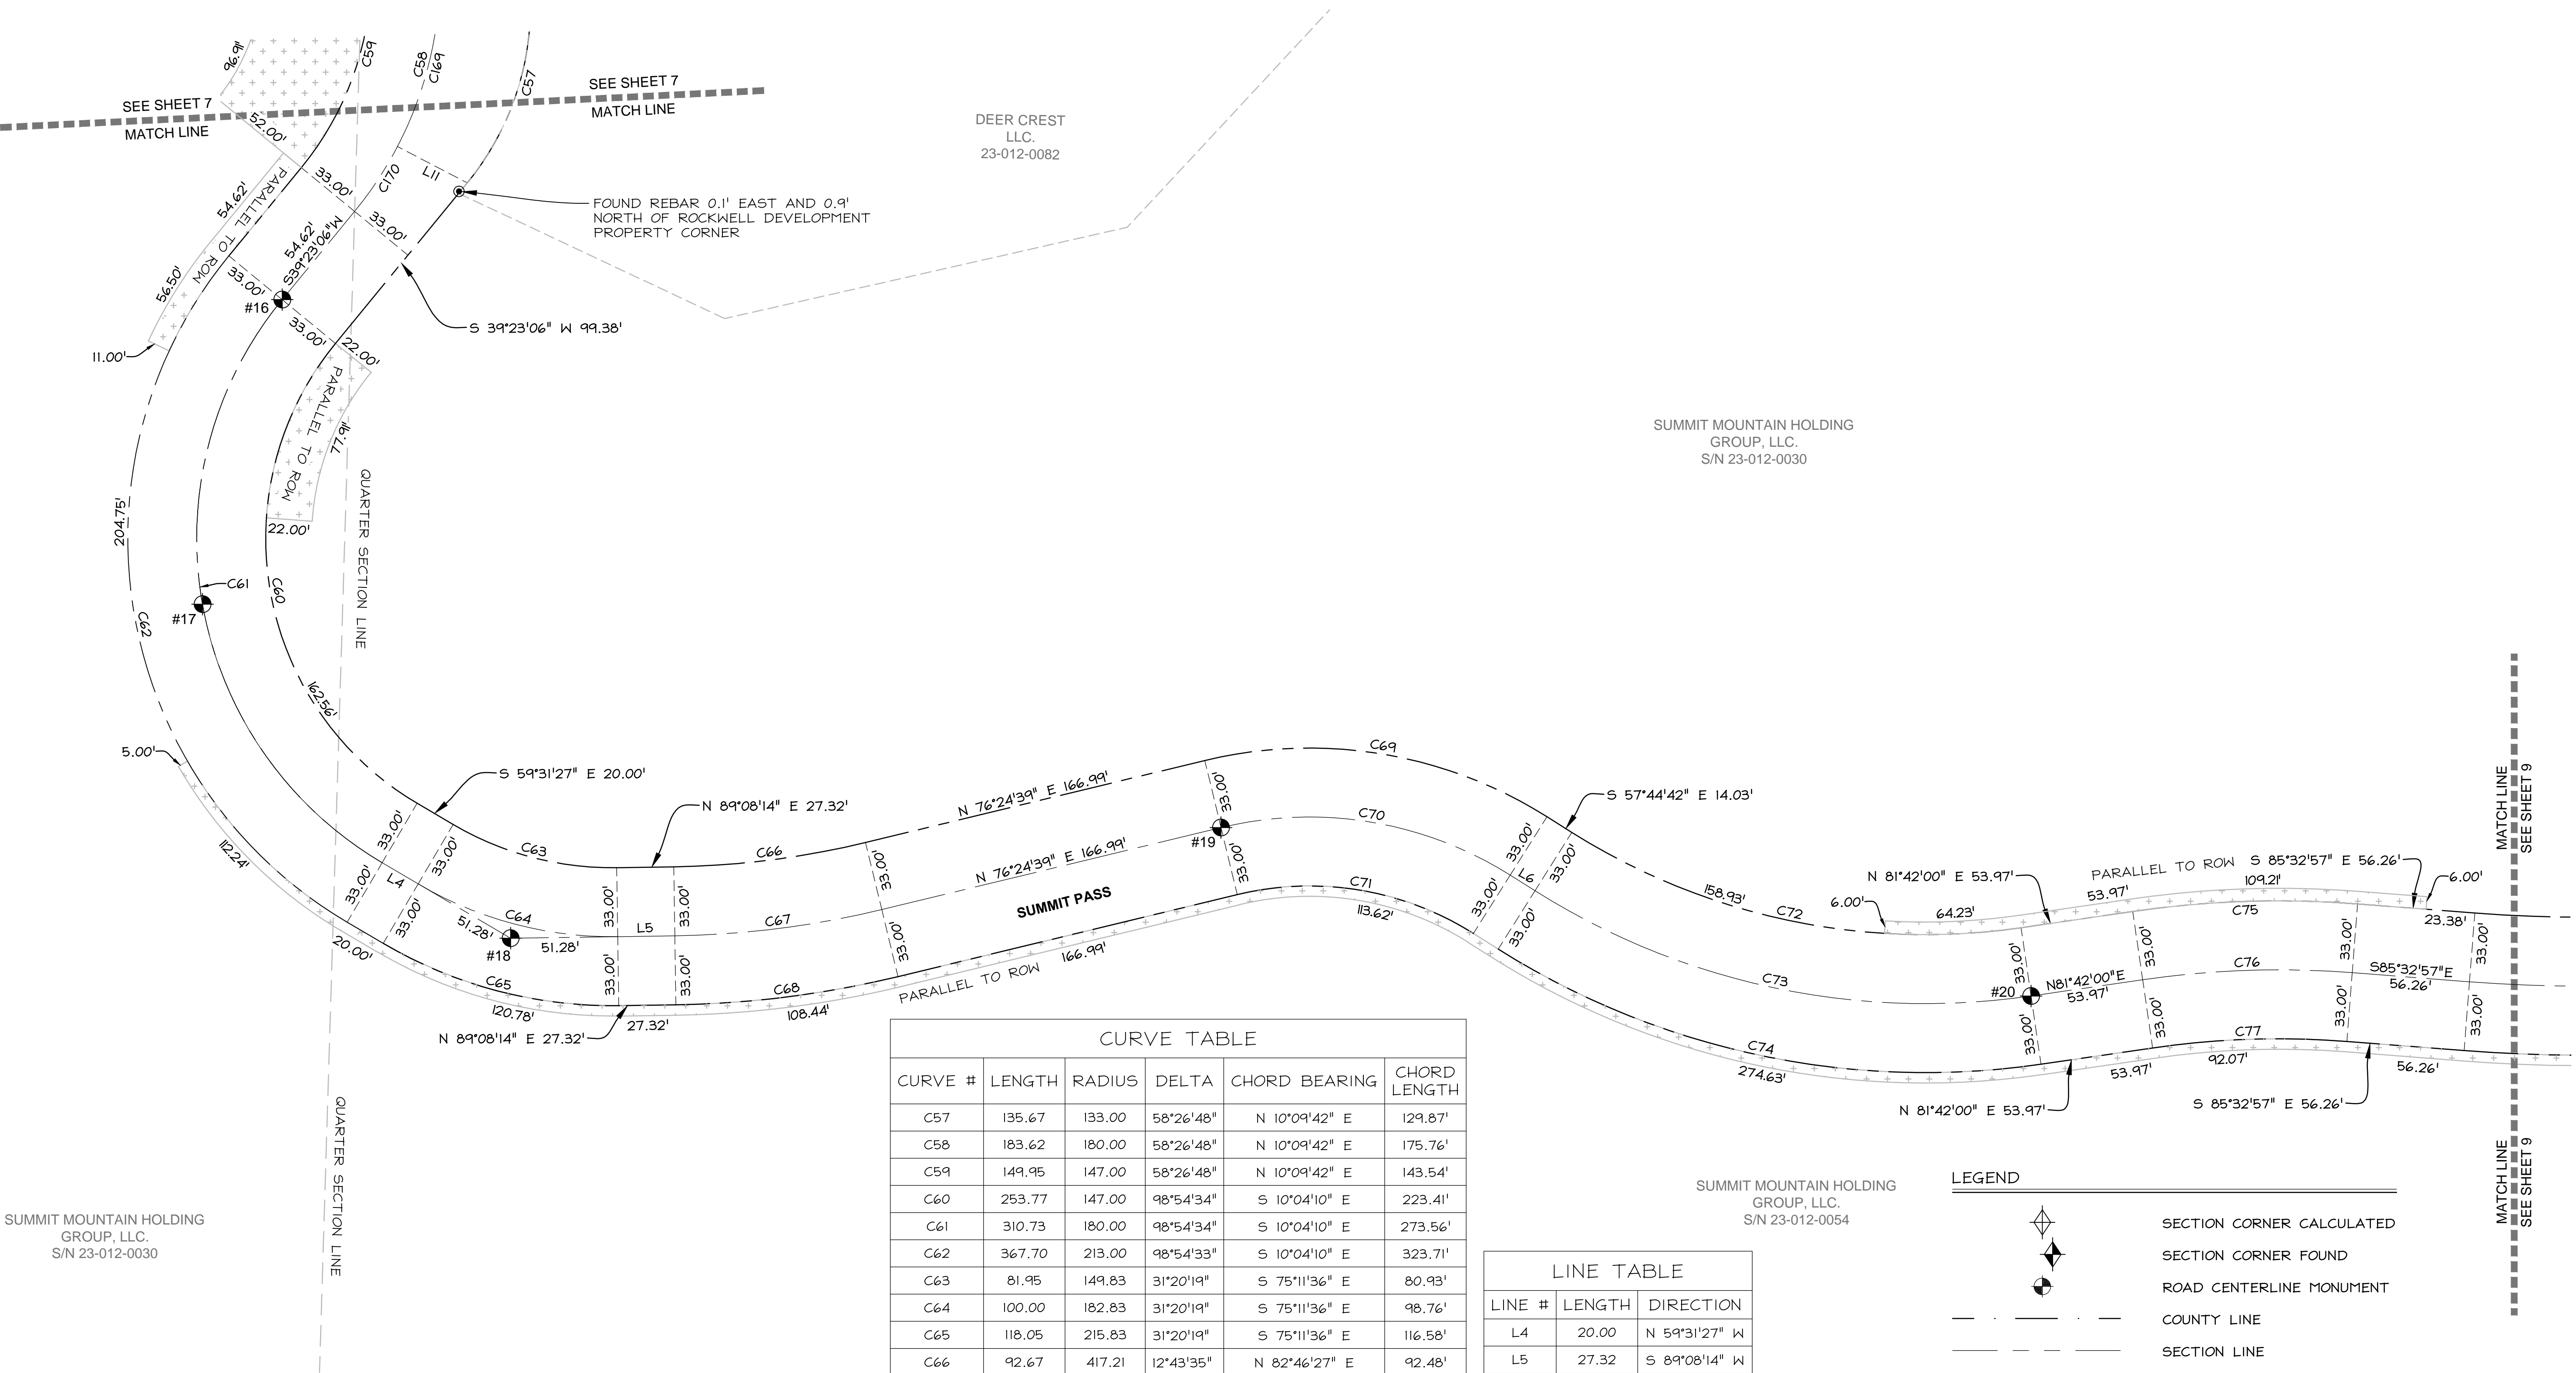 96.91'
C59
C58
C169
C57
SEE SHEET 7
MATCH LINE
SEE SHEET 7
MATCH LINE
52.00'
DEER CREST
LLC.
23-012-0082
33.00'
C170
L11
54.62'
PARALLEL TO ROW
FOUND REBAR 0.1' EAST AND 0.9'
NORTH OF ROCKWELL DEVELOPMENT
PROPERTY CORNER
33.00'
54.62'
S39°23'06"W
56.50'
33.00'
#16
33.00'
S 39°23'06" W 99.38'
11.00'
22.00'
PARALLEL TO ROW
77.91'
22.00'
204.75'
QUARTER SECTION LINE
SUMMIT MOUNTAIN HOLDING
GROUP, LLC.
S/N 23-012-0030
C61
C60
#17
C62
162.56'
5.00'
S 59°31'27" E 20.00'
N 89°08'14" E 27.32'
112.24'
33.00'
33.00'
L4
33.00'
33.00'
20.00'
C63
C64
51.28'
#18
51.28'
C65
120.78'
N 89°08'14" E 27.32'
33.00'
33.00'
L5
33.00'
33.00'
27.32'
C66
C67
C68
108.44'
33.00'
33.00'
N 76°24'39" E 166.99'
N 76°24'39" E 166.99'
SUMMIT PASS
PARALLEL TO ROW
166.99'
33.00'
#19
33.00'
C69
C70
C71
113.62'
S 57°44'42" E 14.03'
33.00'
33.00'
L6
33.00'
33.00'
158.93'
C72
C73
C74
274.63'
6.00'
64.23'
N 81°42'00" E 53.97'
PARALLEL TO ROW
S 85°32'57" E 56.26'
53.97'
109.21'
6.00'
C75
23.38'
33.00'
33.00'
33.00'
33.00'
#20
N81°42'00"E
53.97'
C76
S85°32'57"E
56.26'
33.00'
33.00'
33.00'
33.00'
C77
53.97'
92.07'
56.26'
N 81°42'00" E 53.97'
S 85°32'57" E 56.26'
MATCH LINE
SEE SHEET 9
MATCH LINE
SEE SHEET 9
QUARTER SECTION LINE
SUMMIT MOUNTAIN HOLDING
GROUP, LLC.
S/N 23-012-0030
SUMMIT MOUNTAIN HOLDING
GROUP, LLC.
S/N 23-012-0054
CURVE TABLE
CURVE # LENGTH RADIUS DELTA CHORD BEARING CHORD LENGTH
C57 135.67 133.00 58°26'48" N 10°09'42" E 129.87'
C58 183.62 180.00 58°26'48" N 10°09'42" E 175.76'
C59 149.95 147.00 58°26'48" N 10°09'42" E 143.54'
C60 253.77 147.00 98°54'34" S 10°04'10" E 223.41'
C61 310.73 180.00 98°54'34" S 10°04'10" E 273.56'
C62 367.70 213.00 98°54'33" S 10°04'10" E 323.71'
C63 81.95 149.83 31°20'19" S 75°11'36" E 80.93'
C64 100.00 182.83 31°20'19" S 75°11'36" E 98.76'
C65 118.05 215.83 31°20'19" S 75°11'36" E 116.58'
C66 92.67 417.21 12°43'35" N 82°46'27" E 92.48'
LINE TABLE
LINE # LENGTH DIRECTION
L4 20.00 N 59°31'27" W
L5 27.32 S 89°08'14" W
LEGEND
SECTION CORNER CALCULATED
SECTION CORNER FOUND
ROAD CENTERLINE MONUMENT
COUNTY LINE
SECTION LINE